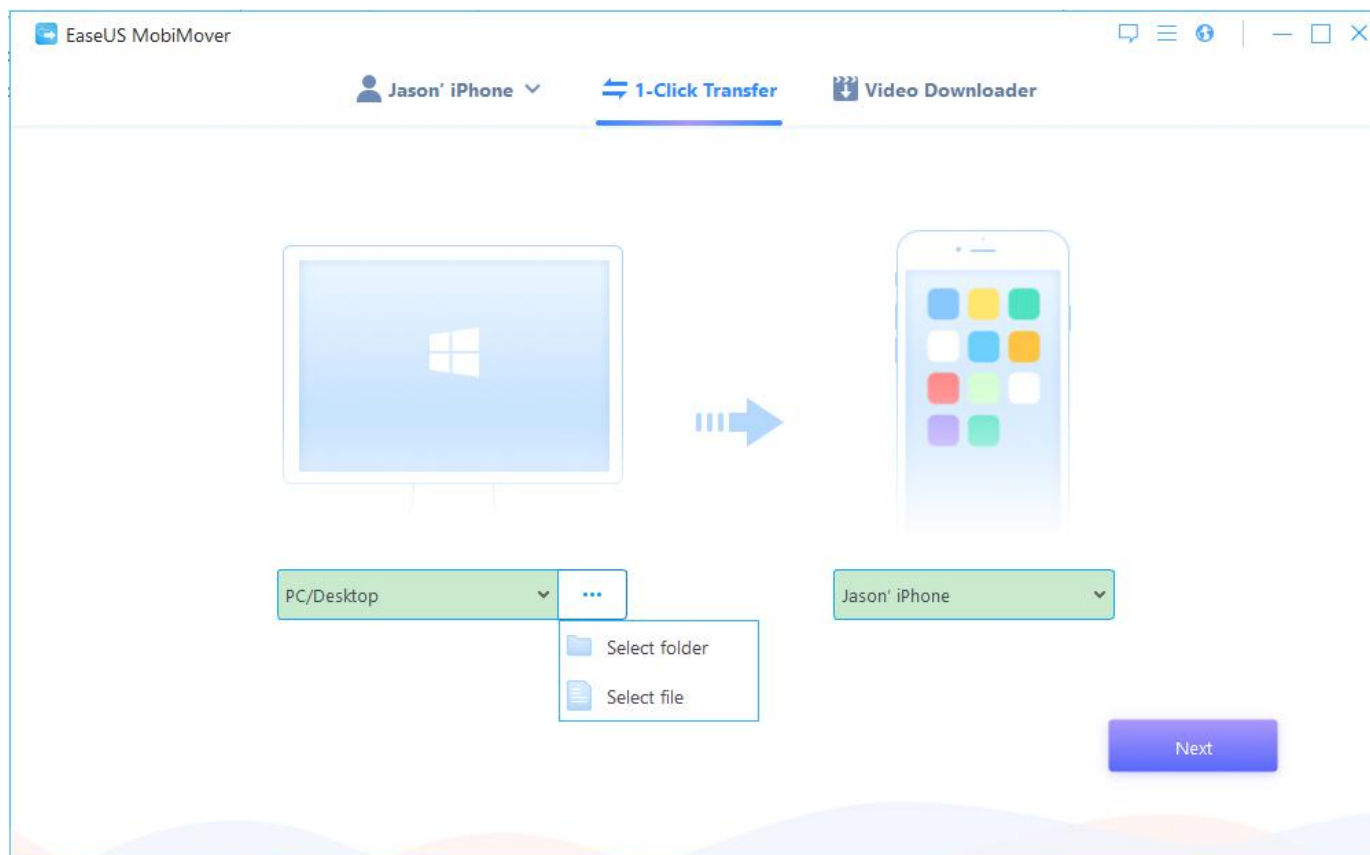 EaseUS MobiMover
Jason' iPhone
1-Click Transfer
Video Downloader
PC/Desktop
...
Jason' iPhone
Select folder
Select file
Next